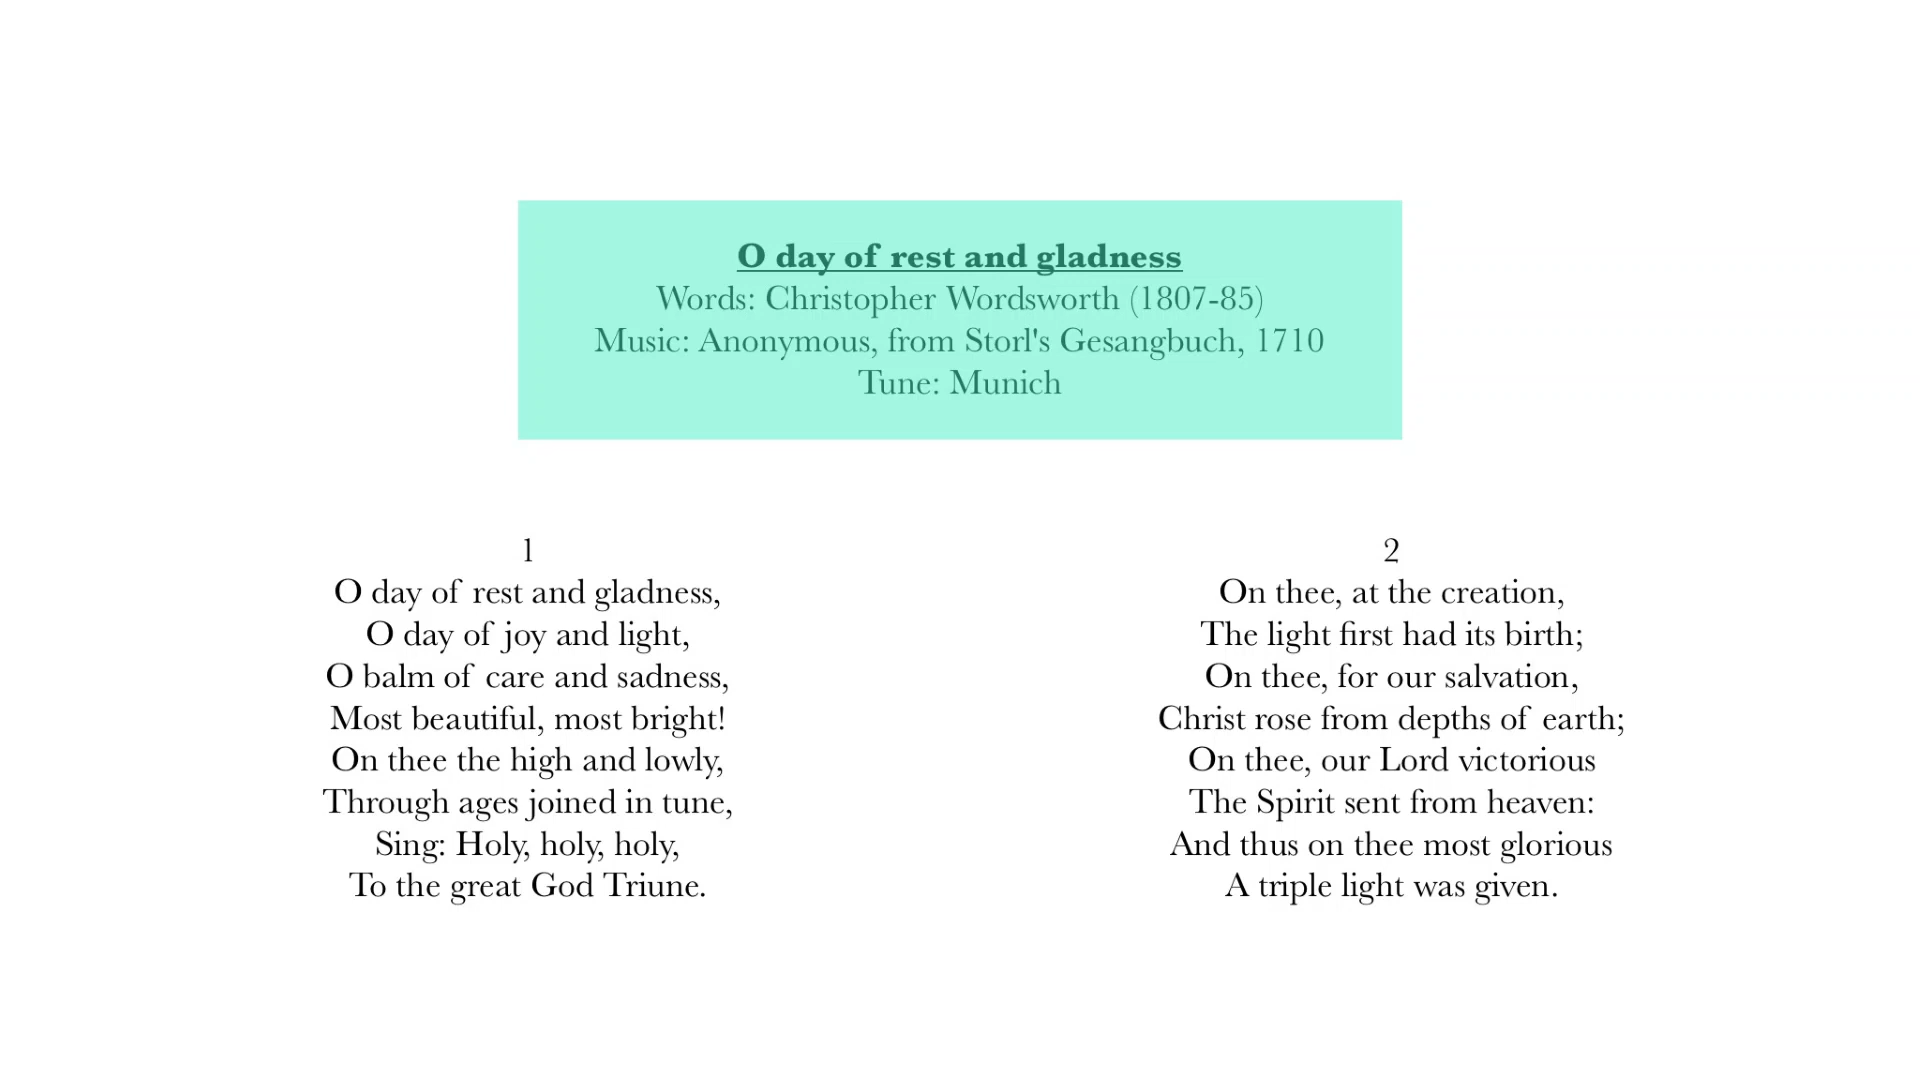 O day of rest and gladness
Words: Christopher Wordsworth (1807-85)
Music: Anonymous, from Storl's Gesangbuch, 1710
Tune: Munich
1
O day of rest and gladness,
O day of joy and light,
O balm of care and sadness,
Most beautiful, most bright!
On thee the high and lowly,
Through ages joined in tune,
Sing: Holy, holy, holy,
To the great God Triune.
2
On thee, at the creation,
The light first had its birth;
On thee, for our salvation,
Christ rose from depths of earth;
On thee, our Lord victorious
The Spirit sent from heaven:
And thus on thee most glorious
A triple light was given.